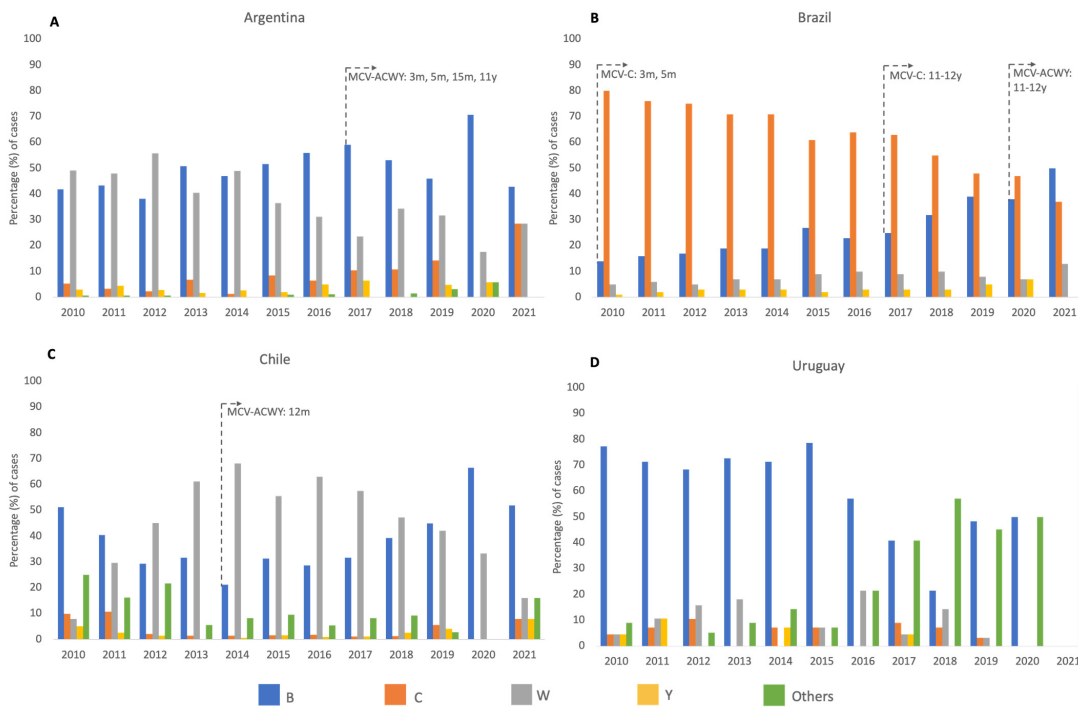 A
Argentina
Percentage (%) of cases
100
90
80
70
60
50
40
30
20
10
0
MCV-ACWY: 3m, 5m, 15m, 11y
2010 2011 2012 2013 2014 2015 2016 2017 2018 2019 2020 2021
B
Brazil
Percentage (%) of cases
100
90
80
70
60
50
40
30
20
10
0
MCV-C: 3m, 5m
MCV-C: 11-12y
MCV-ACWY:
11-12y
2010 2011 2012 2013 2014 2015 2016 2017 2018 2019 2020 2021
C
Chile
Percentage (%) of cases
100
90
80
70
60
50
40
30
20
10
0
MCV-ACWY: 12m
2010 2011 2012 2013 2014 2015 2016 2017 2018 2019 2020 2021
D
Uruguay
Percentage (%) of cases
100
90
80
70
60
50
40
30
20
10
0
2010 2011 2012 2013 2014 2015 2016 2017 2018 2019 2020 2021
B C W Y Others